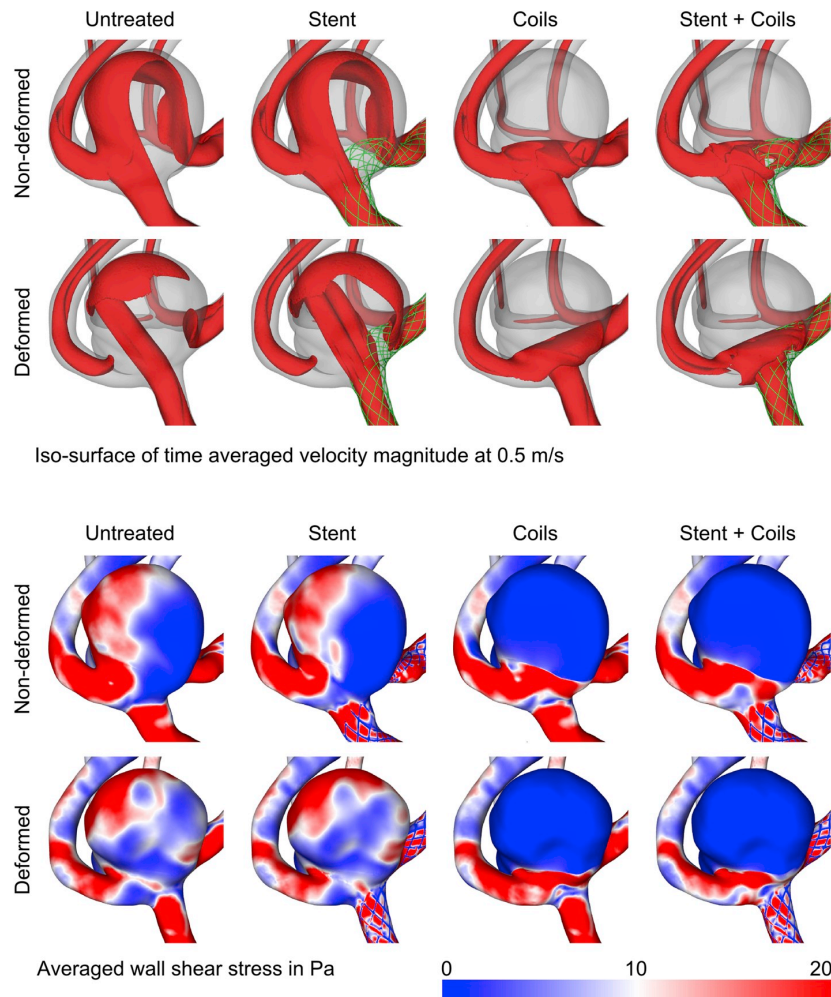 Untreated Stent Coils Stent + Coils
Non-deformed
Deformed
Iso-surface of time averaged velocity magnitude at 0.5 m/s
Untreated Stent Coils Stent + Coils
Non-deformed
Deformed
Averaged wall shear stress in Pa
0 10 20